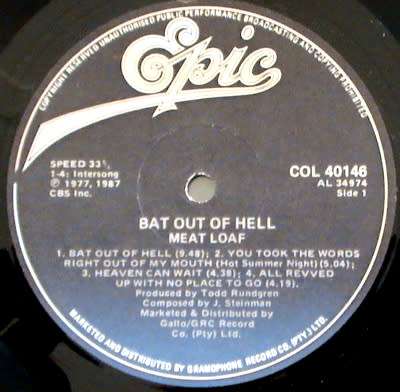 COPYRIGHT UNAUTHORISED PUBLIC PERFORMANCE BROADCASTING AND COPYING PROHIBITED
Epic
SPEED 33⅓
1-4: Intersong
℗ 1977, 1987
CBS Inc.
COL 40146
AL 34974
Side 1
BAT OUT OF HELL
MEAT LOAF
1. BAT OUT OF HELL (9.48); 2. YOU TOOK THE WORDS
RIGHT OUT OF MY MOUTH (Hot Summer Night) (5.04);
3. HEAVEN CAN WAIT (4.38); 4. ALL REVVED
UP WITH NO PLACE TO GO (4.19).
Produced by Todd Rundgren
Composed by J. Steinman
Marketed & Distributed by
Gallo/GRC Record
Co. (Pty) Ltd.
MARKETED AND DISTRIBUTED BY GRAMOPHONE RECORD CO. (PTY.) LTD.